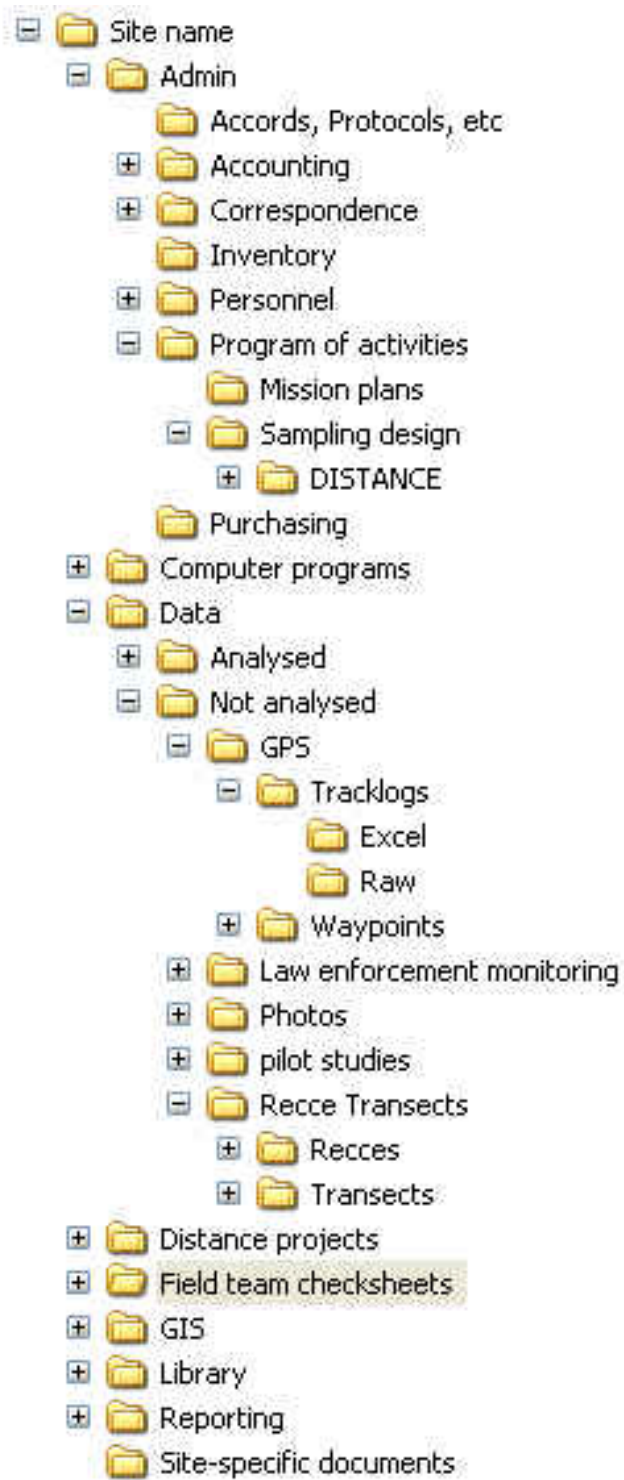 Site name
Admin
Accords, Protocols, etc
Accounting
Correspondence
Inventory
Personnel
Program of activities
Mission plans
Sampling design
DISTANCE
Purchasing
Computer programs
Data
Analysed
Not analysed
GPS
Tracklogs
Excel
Raw
Waypoints
Law enforcement monitoring
Photos
pilot studies
Recce Transects
Recces
Transects
Distance projects
Field team checksheets
GIS
Library
Reporting
Site-specific documents